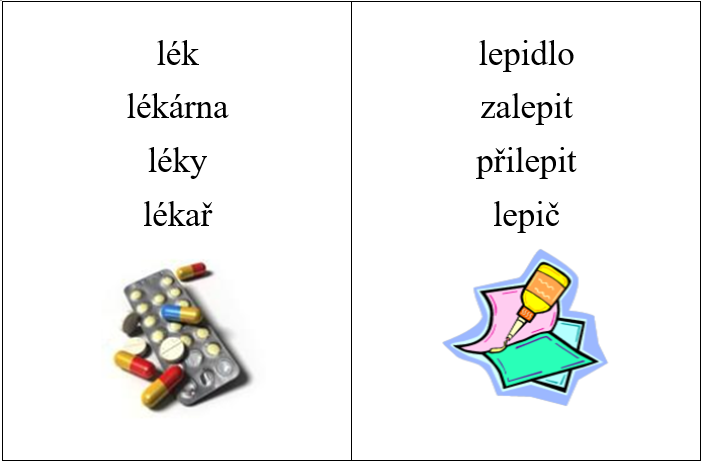 lék
lékárna
léky
lékař
lepidlo
zalepit
přilepit
lepič